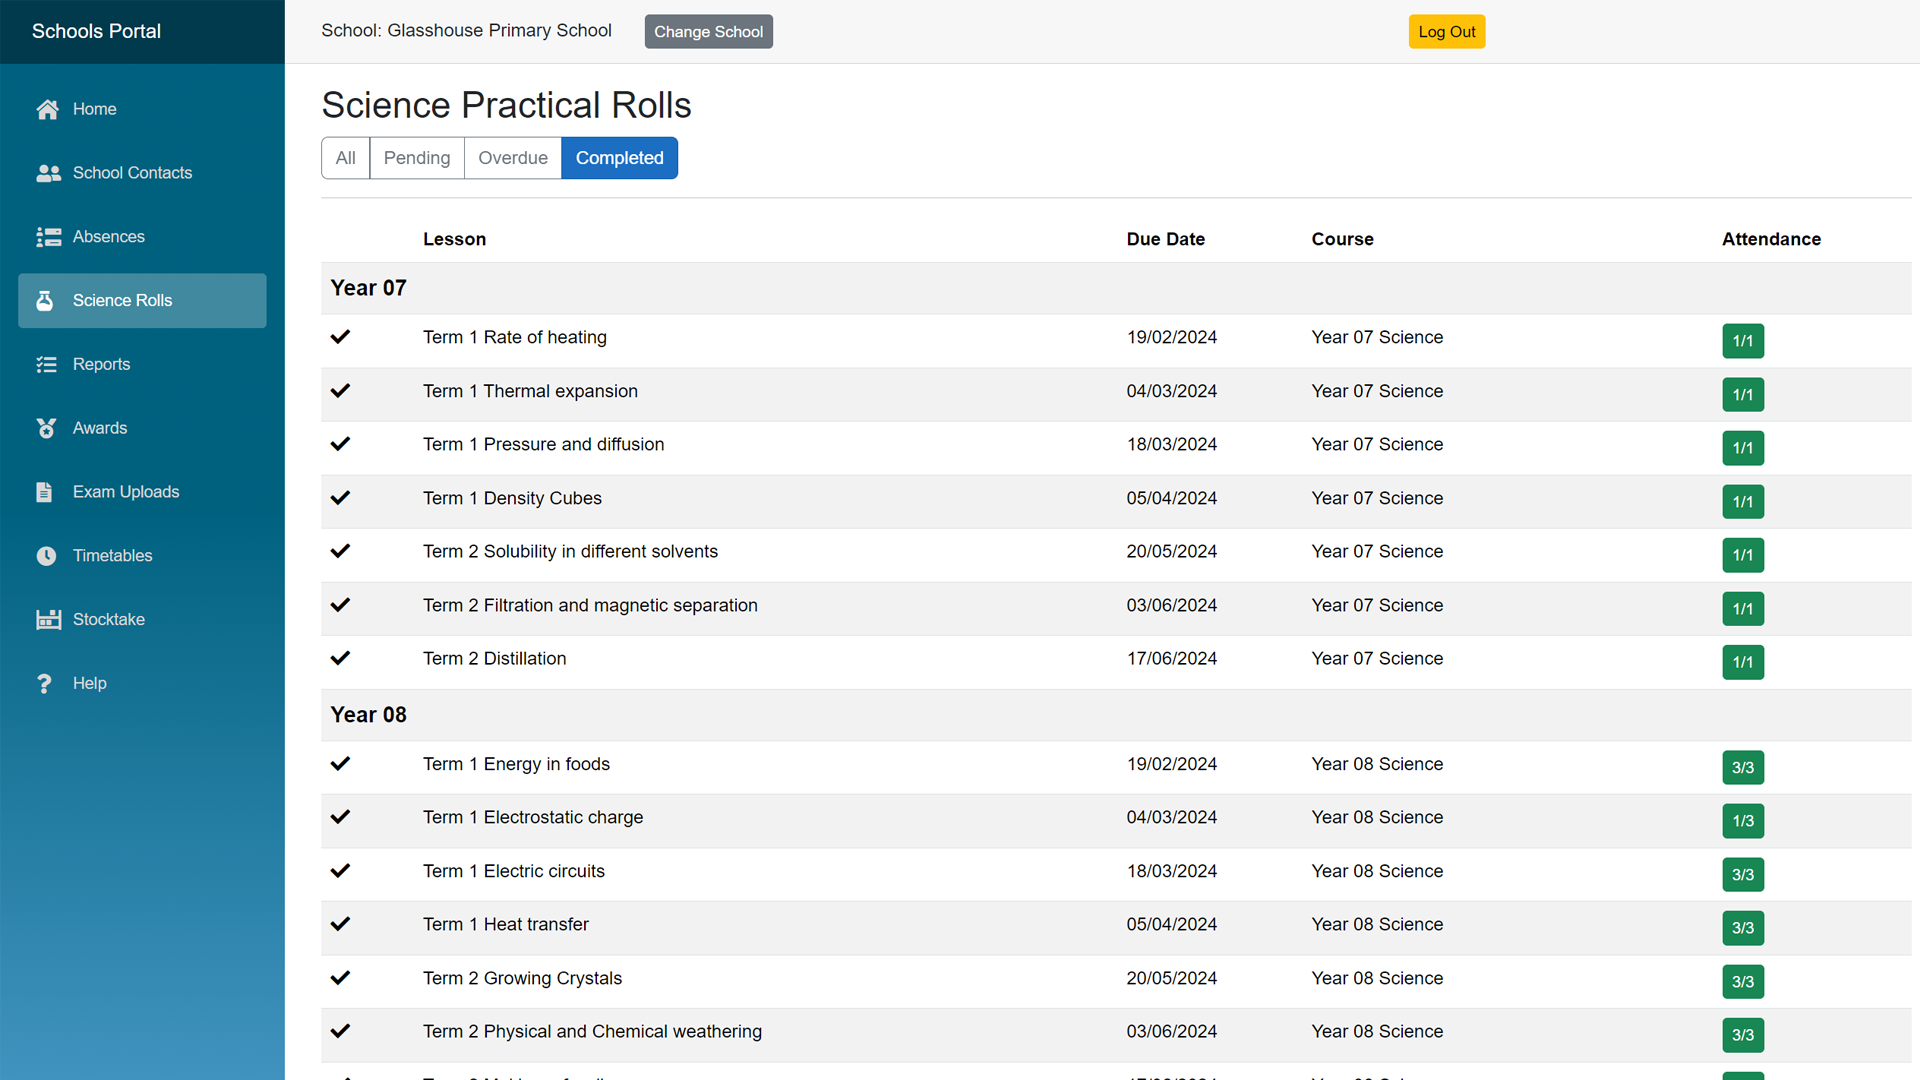 Schools Portal
School: Glasshouse Primary School
Change School
Log Out
Home
School Contacts
Absences
Science Rolls
Reports
Awards
Exam Uploads
Timetables
Stocktake
Help
Science Practical Rolls
All Pending Overdue Completed
Lesson Due Date Course Attendance
Year 07
Term 1 Rate of heating 19/02/2024 Year 07 Science 1/1
Term 1 Thermal expansion 04/03/2024 Year 07 Science 1/1
Term 1 Pressure and diffusion 18/03/2024 Year 07 Science 1/1
Term 1 Density Cubes 05/04/2024 Year 07 Science 1/1
Term 2 Solubility in different solvents 20/05/2024 Year 07 Science 1/1
Term 2 Filtration and magnetic separation 03/06/2024 Year 07 Science 1/1
Term 2 Distillation 17/06/2024 Year 07 Science 1/1
Year 08
Term 1 Energy in foods 19/02/2024 Year 08 Science 3/3
Term 1 Electrostatic charge 04/03/2024 Year 08 Science 1/3
Term 1 Electric circuits 18/03/2024 Year 08 Science 3/3
Term 1 Heat transfer 05/04/2024 Year 08 Science 3/3
Term 2 Growing Crystals 20/05/2024 Year 08 Science 3/3
Term 2 Physical and Chemical weathering 03/06/2024 Year 08 Science 3/3